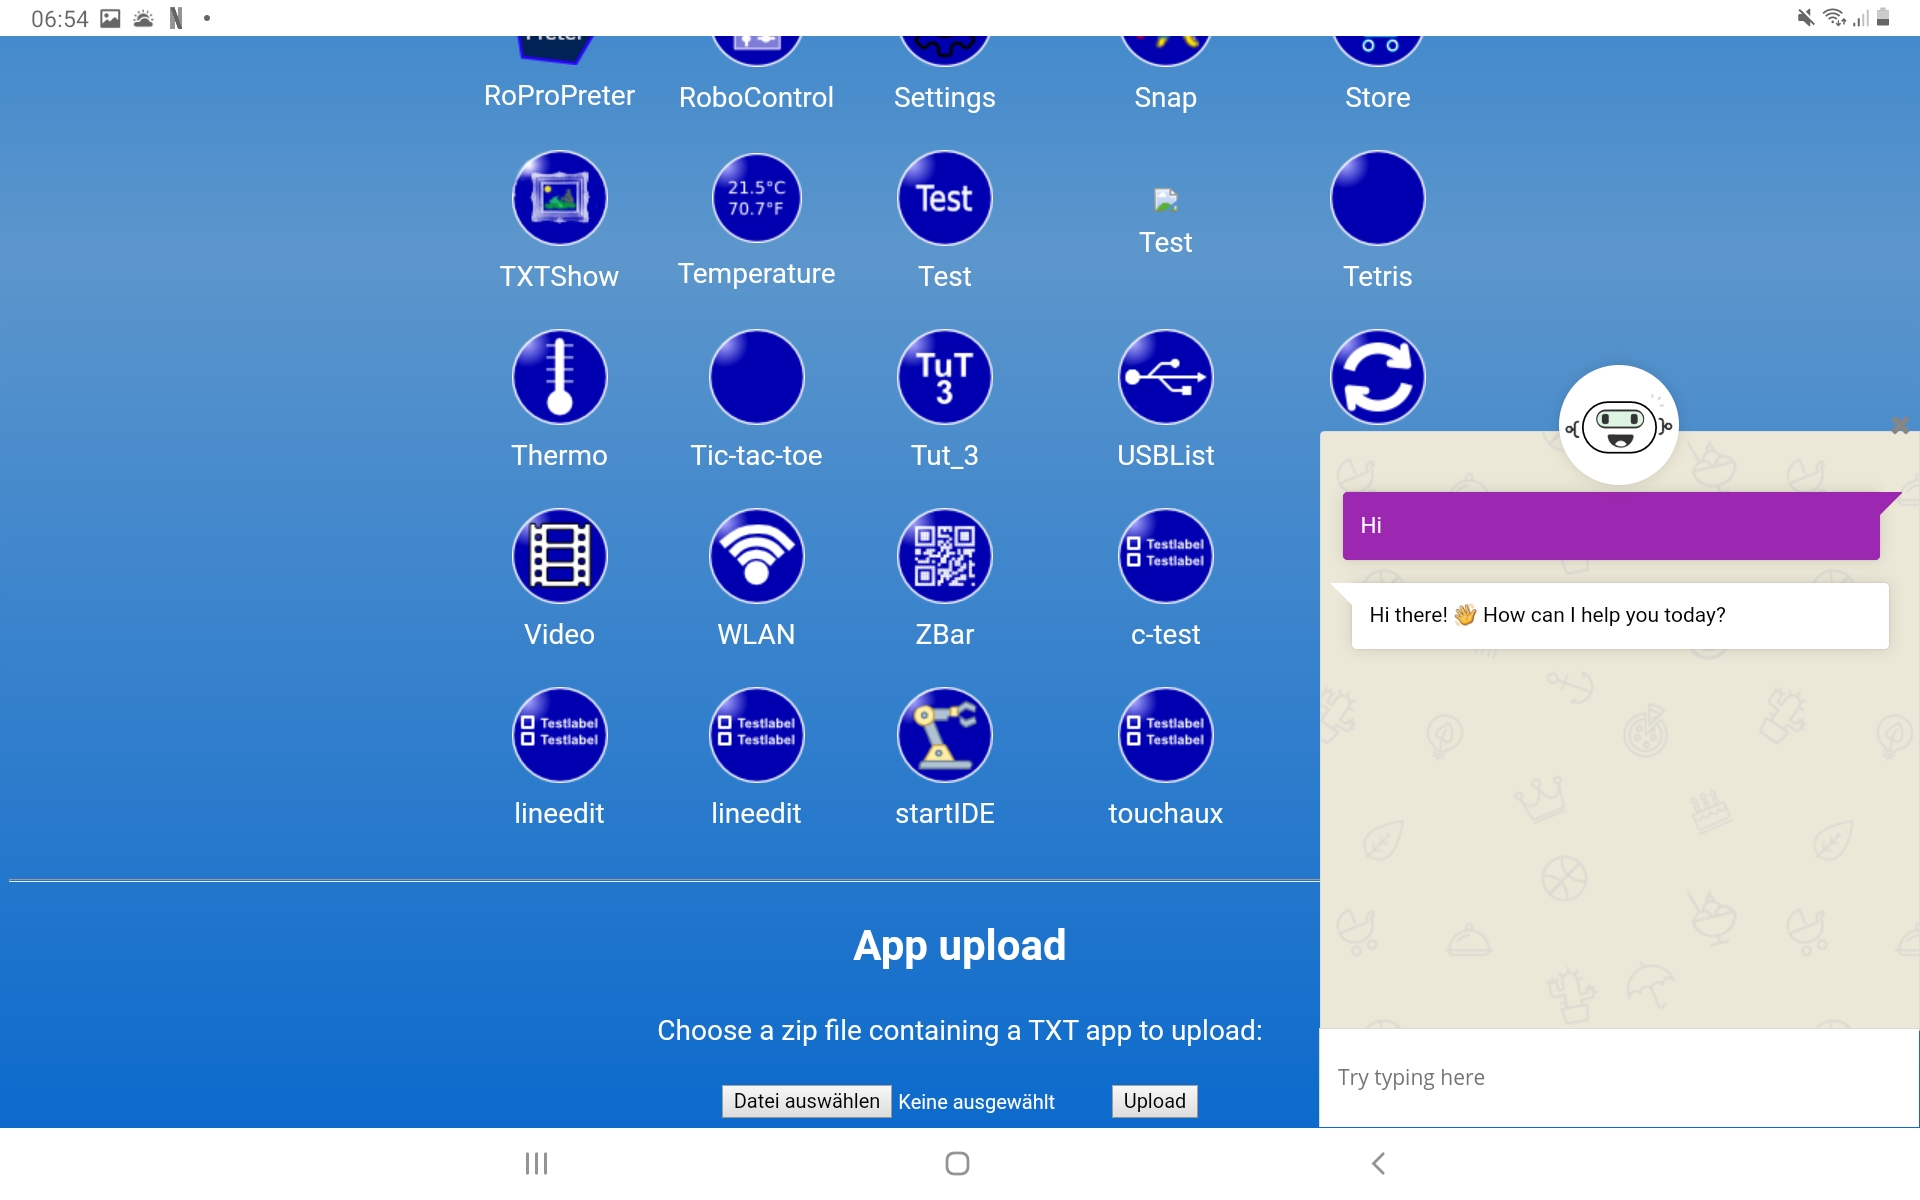 06:54
RoProPreter RoboControl Settings Snap Store
21.5°C
70.7°F
Test
TXTShow Temperature Test Test Tetris
TuT
3
Thermo Tic-tac-toe Tut_3 USBList
Testlabel
Testlabel
Video WLAN ZBar c-test
Testlabel
Testlabel
Testlabel
Testlabel
Testlabel
Testlabel
lineedit lineedit startIDE touchaux
App upload
Choose a zip file containing a TXT app to upload:
Datei auswählen Keine ausgewählt Upload
Hi
Hi there! 👋 How can I help you today?
Try typing here